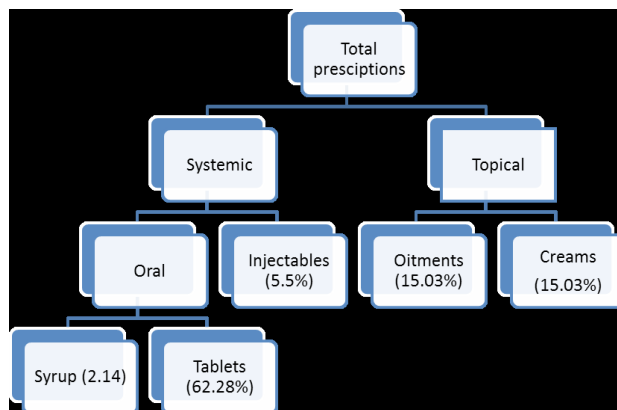 Total
presciptions
Systemic
Topical
Oral
Injectables
(5.5%)
Oitments
(15.03%)
Creams
(15.03%)
Syrup (2.14)
Tablets
(62.28%)